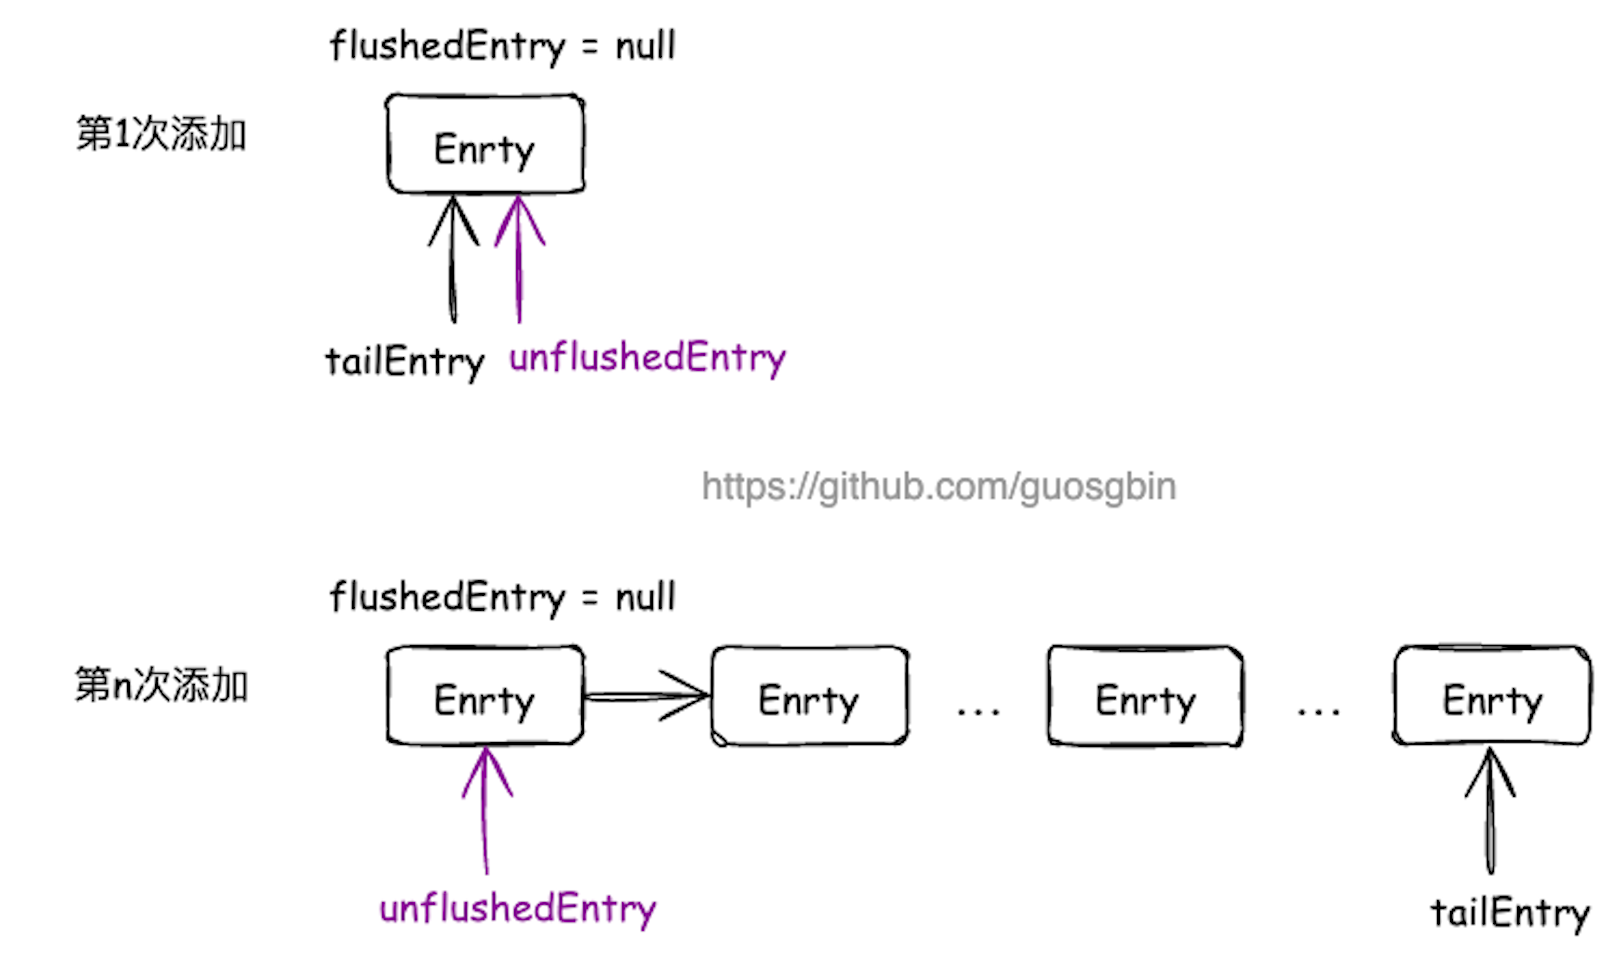 flushedEntry = null
第1次添加
Enrty
tailEntry
unflushedEntry
https://github.com/guosgbin
flushedEntry = null
第n次添加
Enrty
Enrty
...
Enrty
...
Enrty
unflushedEntry
tailEntry